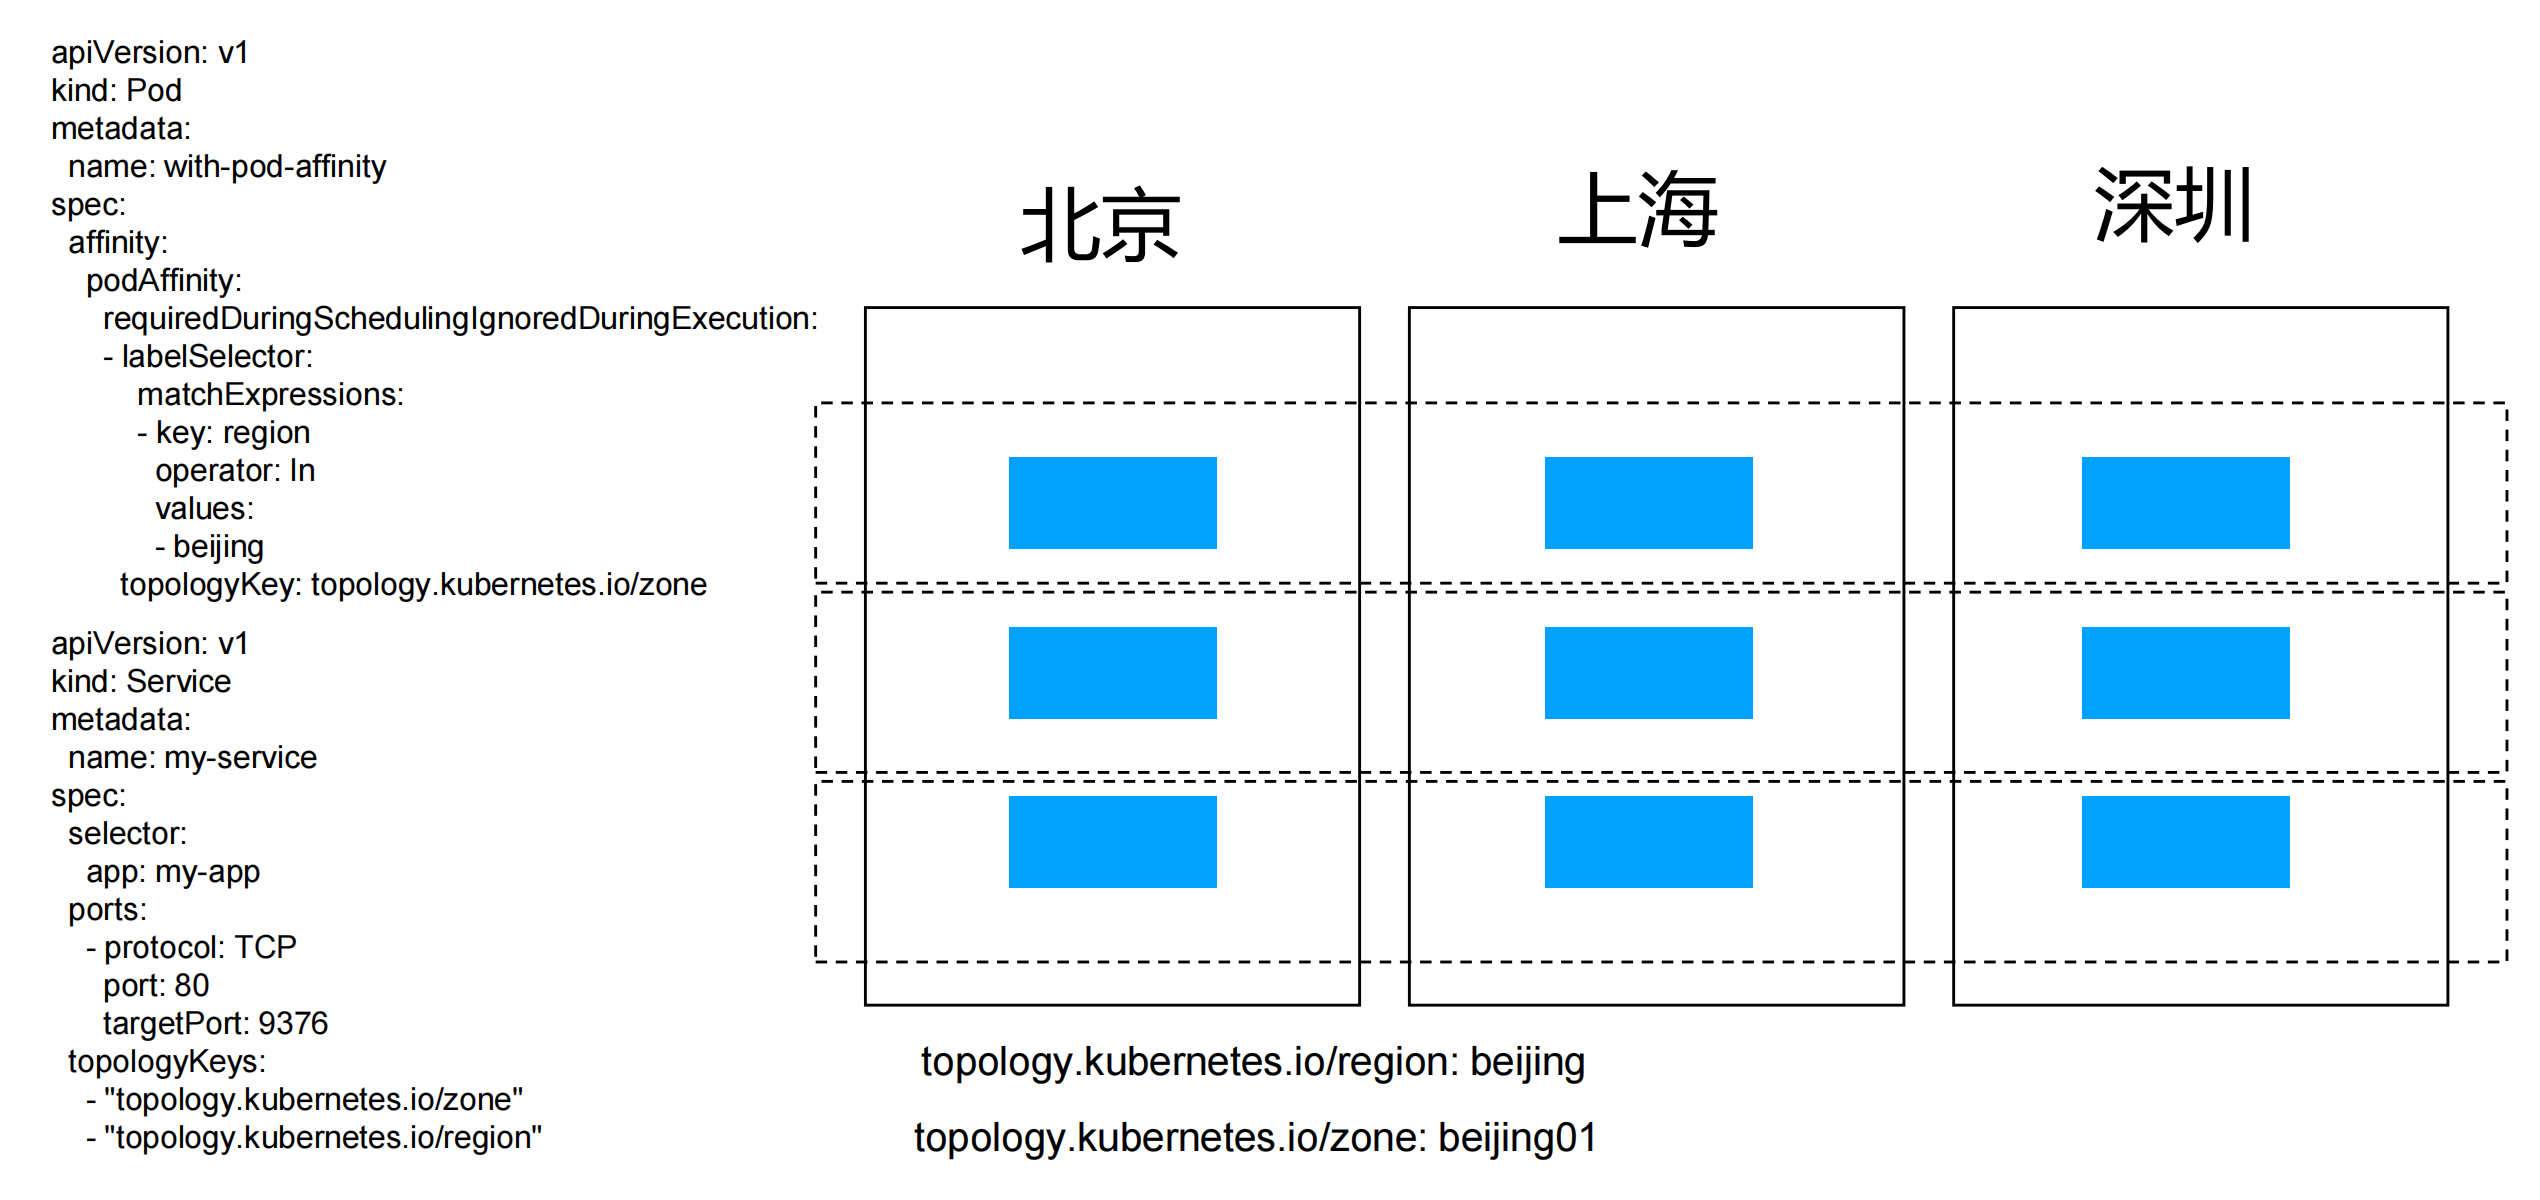 apiVersion: v1
kind: Pod
metadata:
  name: with-pod-affinity
spec:
  affinity:
    podAffinity:
      requiredDuringSchedulingIgnoredDuringExecution:
      - labelSelector:
          matchExpressions:
          - key: region
            operator: In
            values:
            - beijing
        topologyKey: topology.kubernetes.io/zone
apiVersion: v1
kind: Service
metadata:
  name: my-service
spec:
  selector:
    app: my-app
  ports:
    - protocol: TCP
      port: 80
      targetPort: 9376
  topologyKeys:
    - "topology.kubernetes.io/zone"
    - "topology.kubernetes.io/region"
北京
上海
深圳
topology.kubernetes.io/region: beijing
topology.kubernetes.io/zone: beijing01